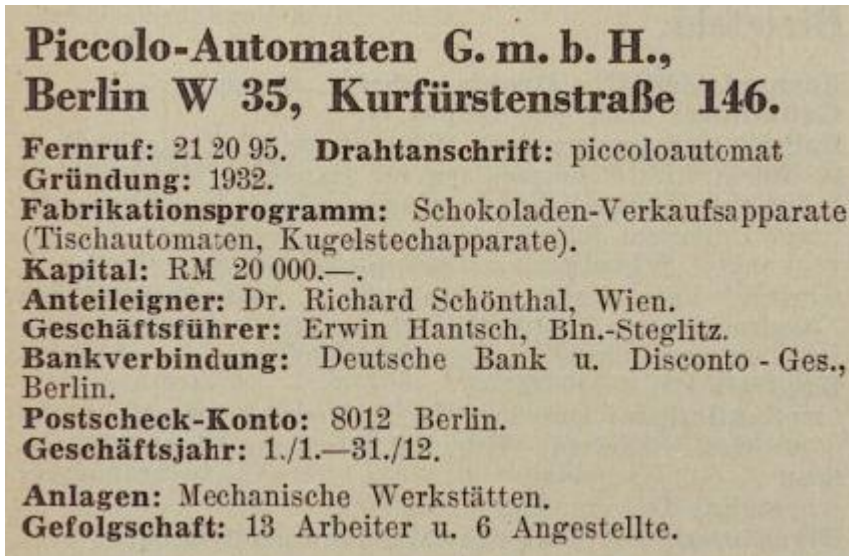 Piccolo-Automaten G. m. b. H.,
Berlin W 35, Kurfürstenstraße 146.
Fernruf: 21 20 95. Drahtanschrift: piccoloautomat
Gründung: 1932.
Fabrikationsprogramm: Schokoladen-Verkaufsapparate
(Tischautomaten, Kugelstechapparate).
Kapital: RM 20 000.—.
Anteileigner: Dr. Richard Schönthal, Wien.
Geschäftsführer: Erwin Hantsch, Bln.-Steglitz.
Bankverbindung: Deutsche Bank u. Disconto - Ges.,
Berlin.
Postscheck-Konto: 8012 Berlin.
Geschäftsjahr: 1./1.—31./12.
Anlagen: Mechanische Werkstätten.
Gefolgschaft: 13 Arbeiter u. 6 Angestellte.